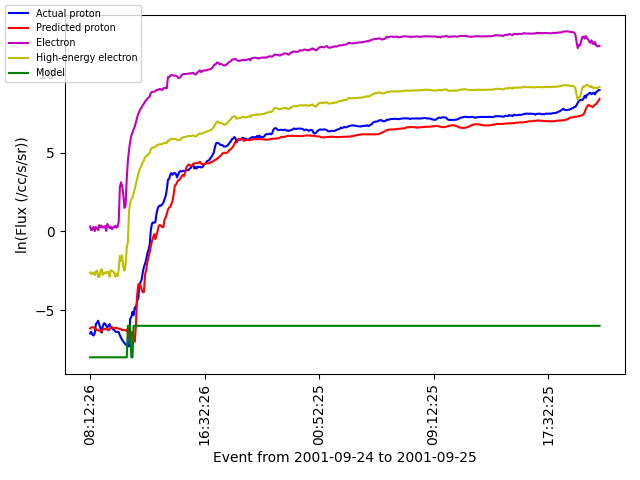 Actual proton
Predicted proton
Electron
High-energy electron
Model
5
0
−5
ln(Flux (/cc/s/sr))
08:12:26
16:32:26
00:52:25
09:12:25
17:32:25
Event from 2001-09-24 to 2001-09-25